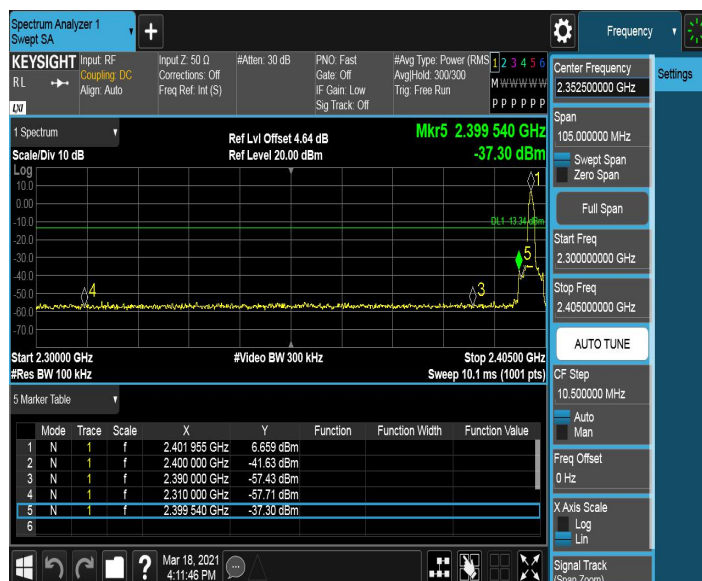 Spectrum Analyzer 1
Swept SA
Frequency
KEYSIGHT
R L
LXI
Input: RF
Coupling: DC
Align: Auto
Input Z: 50 Ω
Corrections: Off
Freq Ref: Int (S)
#Atten: 30 dB
PNO: Fast
Gate: Off
IF Gain: Low
Sig Track: Off
#Avg Type: Power (RMS
Avg|Hold: 300/300
Trig: Free Run
1 2 3 4 5 6
M W W W W W
P P P P P P
1 Spectrum
Scale/Div 10 dB
Ref Lvl Offset 4.64 dB
Ref Level 20.00 dBm
Mkr5 2.399 540 GHz
-37.30 dBm
Log
10.0
0.00
-10.0
-20.0
-30.0
-40.0
-50.0
-60.0
-70.0
1
DL1 -13.34 dBm
5
4
3
Start 2.30000 GHz
#Res BW 100 kHz
#Video BW 300 kHz
Stop 2.40500 GHz
Sweep 10.1 ms (1001 pts)
5 Marker Table
Mode Trace Scale X Y Function Function Width Function Value
1 N 1 f 2.401 955 GHz 6.659 dBm
2 N 1 f 2.400 000 GHz -41.63 dBm
3 N 1 f 2.390 000 GHz -57.43 dBm
4 N 1 f 2.310 000 GHz -57.71 dBm
5 N 1 f 2.399 540 GHz -37.30 dBm
6
Mar 18, 2021
4:11:46 PM
Center Frequency
2.352500000 GHz
Settings
Span
105.000000 MHz
Swept Span
Zero Span
Full Span
Start Freq
2.300000000 GHz
Stop Freq
2.405000000 GHz
AUTO TUNE
CF Step
10.500000 MHz
Auto
Man
Freq Offset
0 Hz
X Axis Scale
Log
Lin
Signal Track
(Span Zoom)